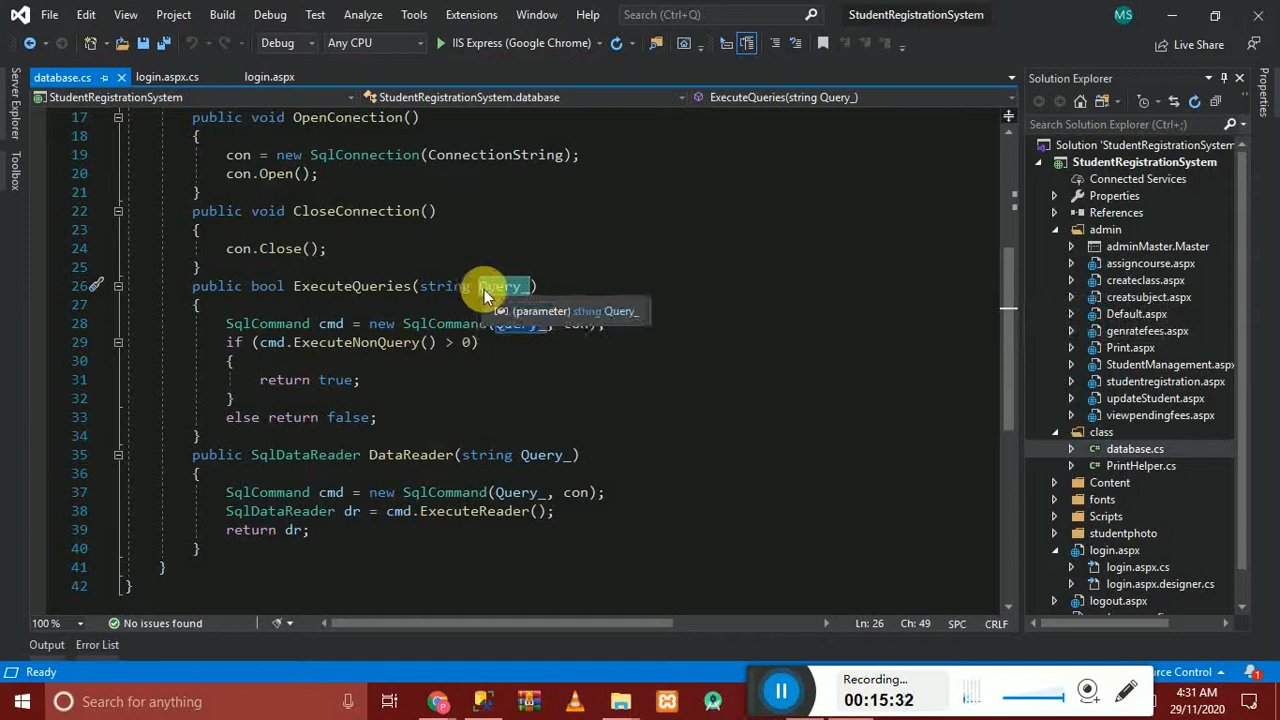 File Edit View Project Build Debug Test Analyze Tools Extensions Window Help Search (Ctrl+Q) StudentRegistrationSystem MS
Debug Any CPU IIS Express (Google Chrome) Live Share
database.cs login.aspx.cs login.aspx
StudentRegistrationSystem StudentRegistrationSystem.database ExecuteQueries(string Query_)
Server Explorer
Toolbox
17 public void OpenConection()
18 {
19 con = new SqlConnection(ConnectionString);
20 con.Open();
21 }
22 public void CloseConnection()
23 {
24 con.Close();
25 }
26 public bool ExecuteQueries(string Query_)
27 {
(parameter) string Query_
28 SqlCommand cmd = new SqlCommand(Query_, con);
29 if (cmd.ExecuteNonQuery() > 0)
30 {
31 return true;
32 }
33 else return false;
34 }
35 public SqlDataReader DataReader(string Query_)
36 {
37 SqlCommand cmd = new SqlCommand(Query_, con);
38 SqlDataReader dr = cmd.ExecuteReader();
39 return dr;
40 }
41 }
42 }
100 % No issues found Ln: 26 Ch: 49 SPC CRLF
Output Error List
Solution Explorer
Search Solution Explorer (Ctrl+;)
Solution 'StudentRegistrationSystem
StudentRegistrationSystem
Connected Services
Properties
References
admin
adminMaster.Master
assigncourse.aspx
createclass.aspx
creatsubject.aspx
Default.aspx
genratefees.aspx
Print.aspx
StudentManagement.aspx
studentregistration.aspx
updateStudent.aspx
viewpendingfees.aspx
class
database.cs
PrintHelper.cs
Content
fonts
Scripts
studentphoto
login.aspx
login.aspx.cs
login.aspx.designer.cs
logout.aspx
Properties
Ready
Recording...
00:15:32
Search for anything
4:31 AM
29/11/2020